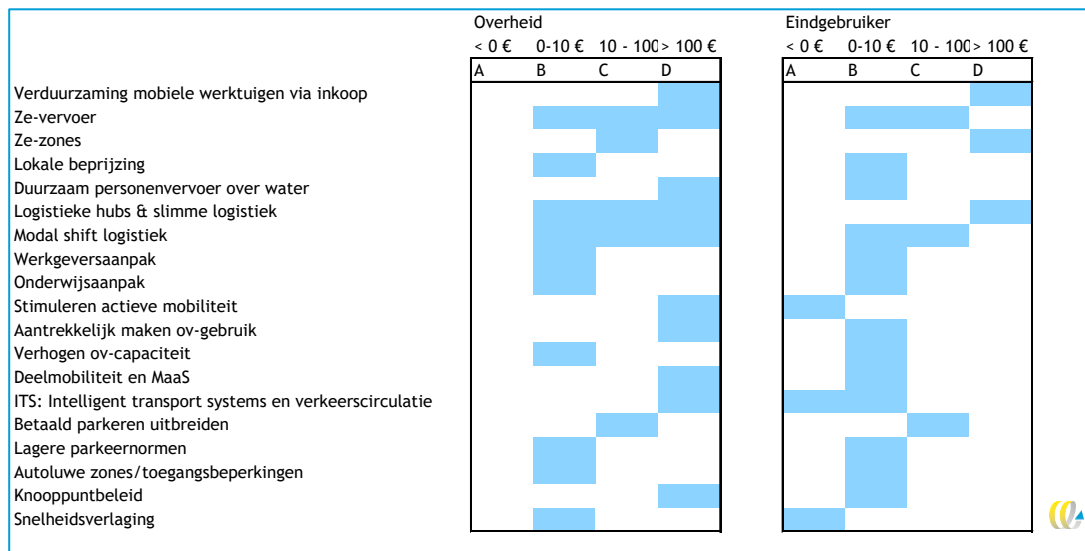 Overheid Eindgebruiker
< 0 € 0-10 € 10 - 100 > 100 € < 0 € 0-10 € 10 - 100 > 100 €
A B C D A B C D
Verduurzaming mobiele werktuigen via inkoop
Ze-vervoer
Ze-zones
Lokale beprijzing
Duurzaam personenvervoer over water
Logistieke hubs & slimme logistiek
Modal shift logistiek
Werkgeversaanpak
Onderwijsaanpak
Stimuleren actieve mobiliteit
Aantrekkelijk maken ov-gebruik
Verhogen ov-capaciteit
Deelmobiliteit en MaaS
ITS: Intelligent transport systems en verkeerscirculatie
Betaald parkeren uitbreiden
Lagere parkeernormen
Autoluwe zones/toegangsbeperkingen
Knooppuntbeleid
Snelheidsverlaging